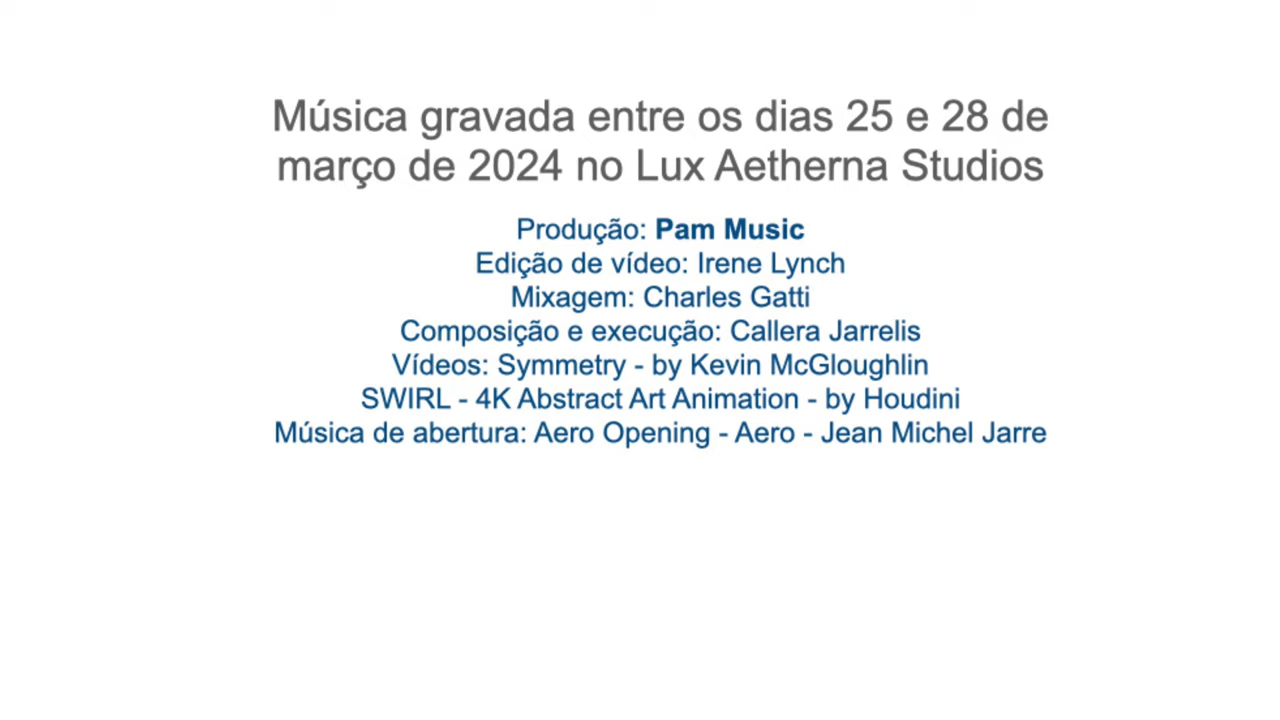 Música gravada entre os dias 25 e 28 de
março de 2024 no Lux Aetherna Studios
Produção: Pam Music
Edição de vídeo: Irene Lynch
Mixagem: Charles Gatti
Composição e execução: Callera Jarrelis
Vídeos: Symmetry - by Kevin McGloughlin
SWIRL - 4K Abstract Art Animation - by Houdini
Música de abertura: Aero Opening - Aero - Jean Michel Jarre